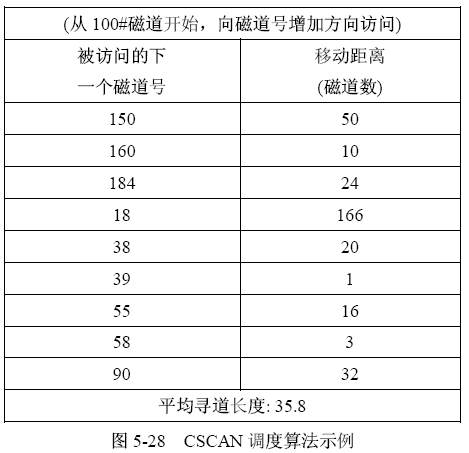 (从 100#磁道开始，向磁道号增加方向访问)
被访问的下
一个磁道号
移动距离
(磁道数)
150 50
160 10
184 24
18 166
38 20
39 1
55 16
58 3
90 32
平均寻道长度: 35.8
图 5-28 CSCAN 调度算法示例